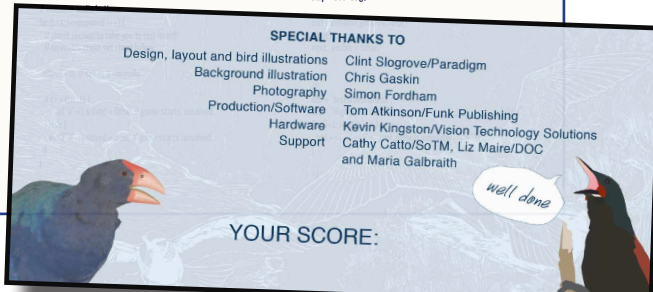 SPECIAL THANKS TO
Design, layout and bird illustrations Clint Slogrove/Paradigm
Background illustration Chris Gaskin
Photography Simon Fordham
Production/Software Tom Atkinson/Funk Publishing
Hardware Kevin Kingston/Vision Technology Solutions
Support Cathy Catto/SoTM, Liz Maire/DOC
and Maria Galbraith
well done
YOUR SCORE: